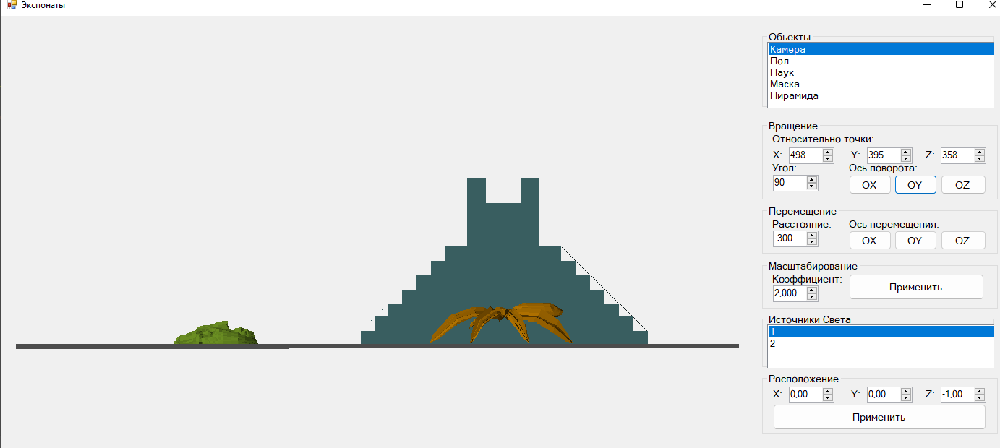 Экспонаты
Обьекты
Камера
Пол
Паук
Маска
Пирамида
Вращение
Относительно точки:
X: 498 Y: 395 Z: 358
Угол: Ось поворота:
90 OX OY OZ
Перемещение
Расстояние: Ось перемещения:
-300 OX OY OZ
Масштабирование
Коэффициент:
2,000 Применить
Источники Света
1
2
Расположение
X: 0,00 Y: 0,00 Z: -1,00
Применить